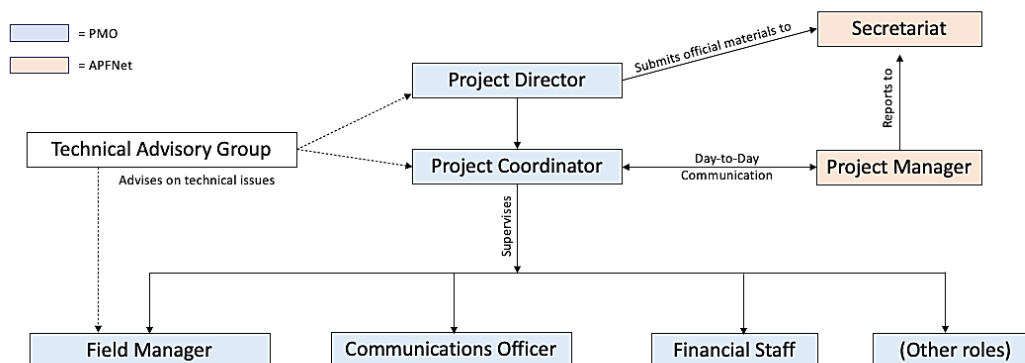 = PMO
= APFNet
Secretariat
Submits official materials to
Project Director
Reports to
Technical Advisory Group
Advises on technical issues
Project Coordinator
Day-to-Day
Communication
Project Manager
Supervises
Field Manager
Communications Officer
Financial Staff
(Other roles)